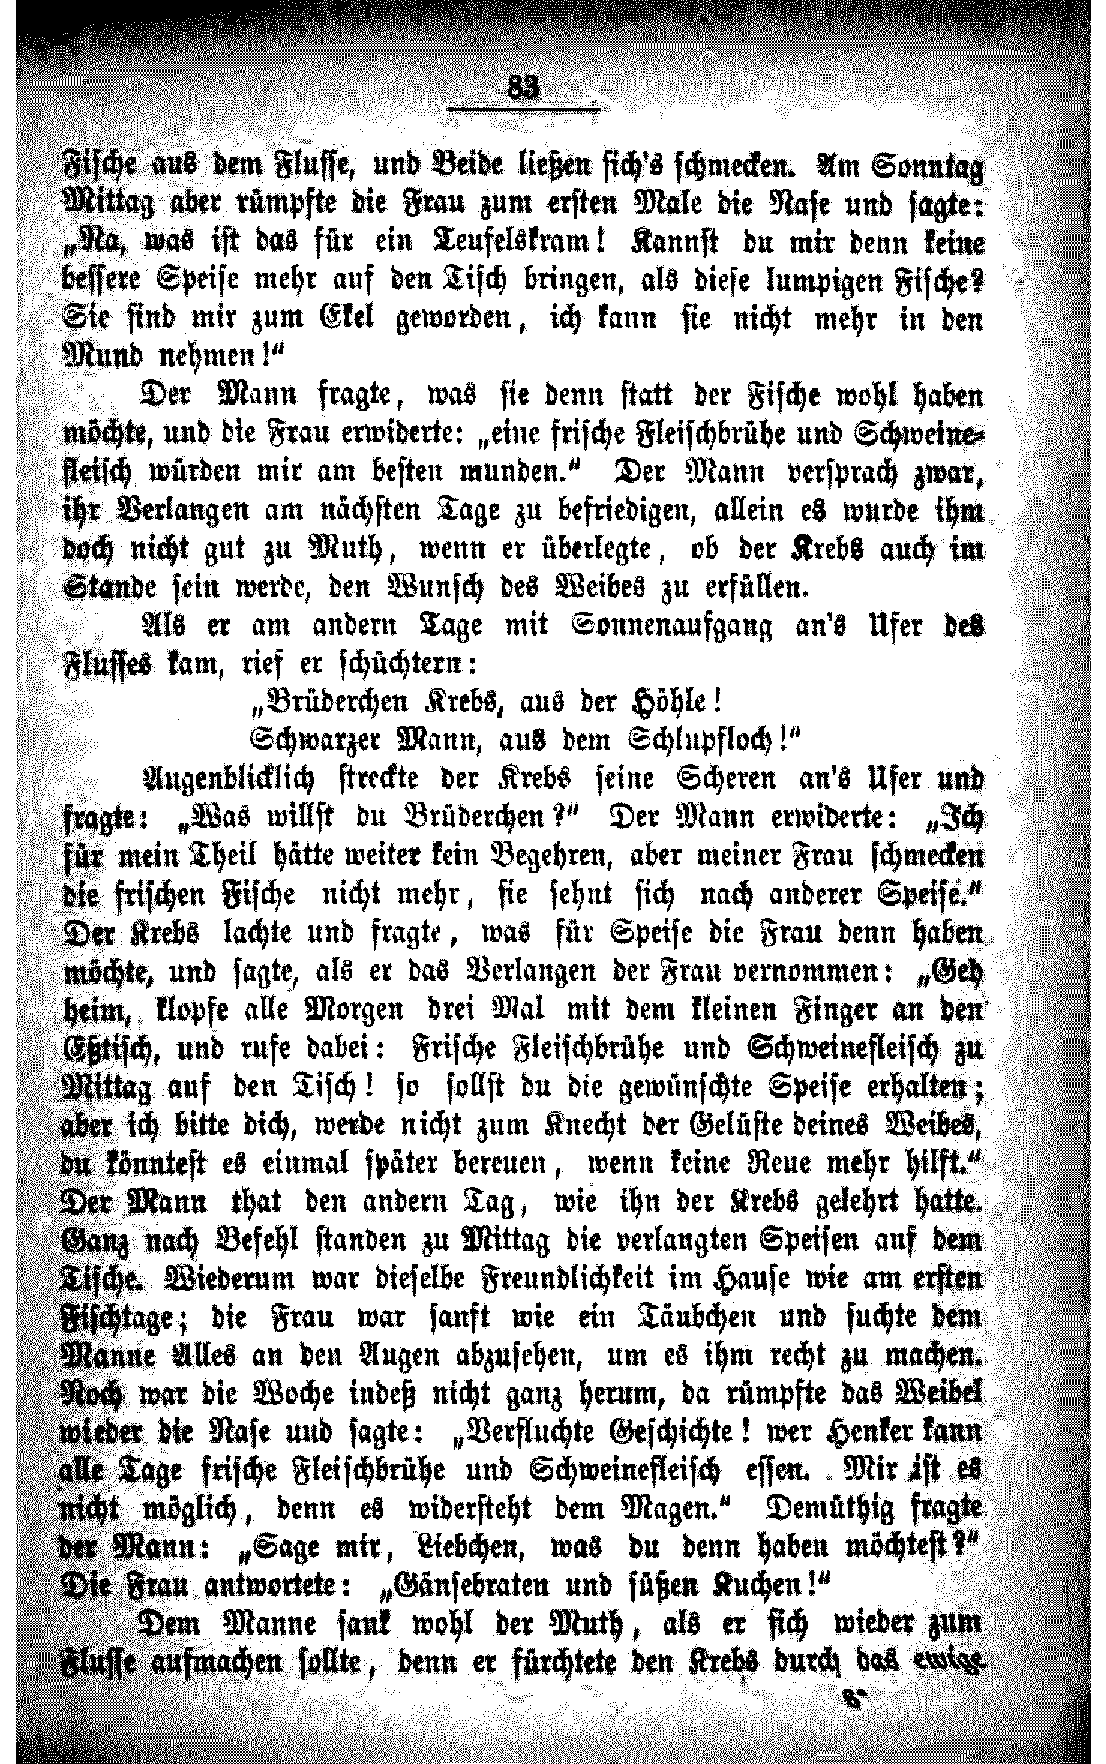 83
Fische aus dem Flusse, und Beide ließen sich's schmecken. Am Sonntag
Mittag aber rümpfte die Frau zum ersten Male die Nase und sagte:
„Na, was ist das für ein Teufelskram! Kannst du mir denn keine
bessere Speise mehr auf den Tisch bringen, als diese lumpigen Fische?
Sie sind mir zum Ekel geworden, ich kann sie nicht mehr in den
Mund nehmen!“
Der Mann fragte, was sie denn statt der Fische wohl haben
möchte, und die Frau erwiderte: „eine frische Fleischbrühe und Schweine-
fleisch würden mir am besten munden.“ Der Mann versprach zwar,
ihr Verlangen am nächsten Tage zu befriedigen, allein es wurde ihm
doch nicht gut zu Muth, wenn er überlegte, ob der Krebs auch im
Stande sein werde, den Wunsch des Weibes zu erfüllen.
Als er am andern Tage mit Sonnenaufgang an's Ufer des
Flusses kam, rief er schüchtern:
„Brüderchen Krebs, aus der Höhle!
Schwarzer Mann, aus dem Schlupfloch!“
Augenblicklich streckte der Krebs seine Scheren an's Ufer und
fragte: „Was willst du Brüderchen?“ Der Mann erwiderte: „Ich
für mein Theil hätte weiter kein Begehren, aber meiner Frau schmecken
die frischen Fische nicht mehr, sie sehnt sich nach anderer Speise.“
Der Krebs lachte und fragte, was für Speise die Frau denn haben
möchte, und sagte, als er das Verlangen der Frau vernommen: „Geh
heim, klopfe alle Morgen drei Mal mit dem kleinen Finger an den
Eßtisch, und rufe dabei: Frische Fleischbrühe und Schweinefleisch zu
Mittag auf den Tisch! so sollst du die gewünschte Speise erhalten;
aber ich bitte dich, werde nicht zum Knecht der Gelüste deines Weibes,
du könntest es einmal später bereuen, wenn keine Reue mehr hilft.“
Der Mann that den andern Tag, wie ihn der Krebs gelehrt hatte.
Ganz nach Befehl standen zu Mittag die verlangten Speisen auf dem
Tische. Wiederum war dieselbe Freundlichkeit im Hause wie am ersten
Fischtage; die Frau war sanft wie ein Täubchen und suchte dem
Manne Alles an den Augen abzusehen, um es ihm recht zu machen.
Noch war die Woche indeß nicht ganz herum, da rümpfte das Weibel
wieder die Nase und sagte: „Verfluchte Geschichte! wer Henker kann
alle Tage frische Fleischbrühe und Schweinefleisch essen. Mir ist es
nicht möglich, denn es widersteht dem Magen.“ Demüthig fragte
der Mann: „Sage mir, Liebchen, was du denn haben möchtest?“
Die Frau antwortete: „Gänsebraten und süßen Kuchen!“
Dem Manne sank wohl der Muth, als er sich wieder zum
Flusse aufmachen sollte, denn er fürchtete den Krebs durch das ewige
6*